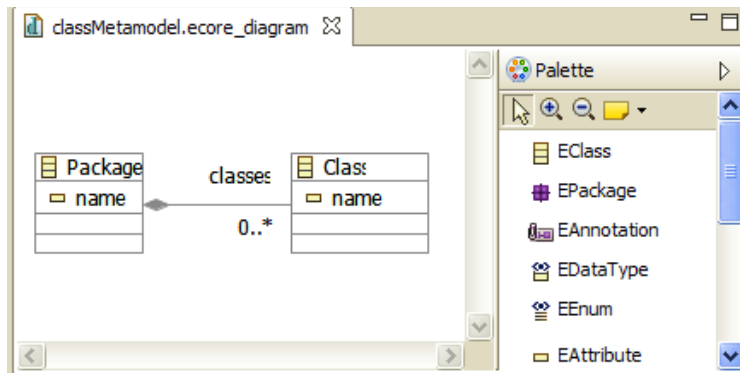 classMetamodel.ecore_diagram
Palette
Package
name
classes
0..*
Class
name
EClass
EPackage
EAnnotation
EDataType
EEnum
EAttribute